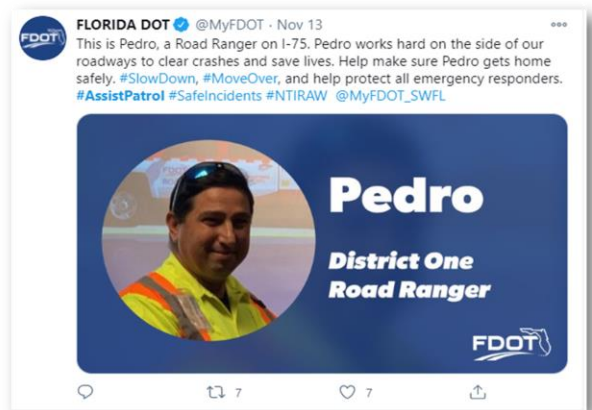 FDOT
FLORIDA DOT @MyFDOT · Nov 13
This is Pedro, a Road Ranger on I-75. Pedro works hard on the side of our
roadways to clear crashes and save lives. Help make sure Pedro gets home
safely. #SlowDown, #MoveOver, and help protect all emergency responders.
#AssistPatrol #SafeIncidents #NTIRAW @MyFDOT_SWFL
Pedro
District One
Road Ranger
FDOT
7 7